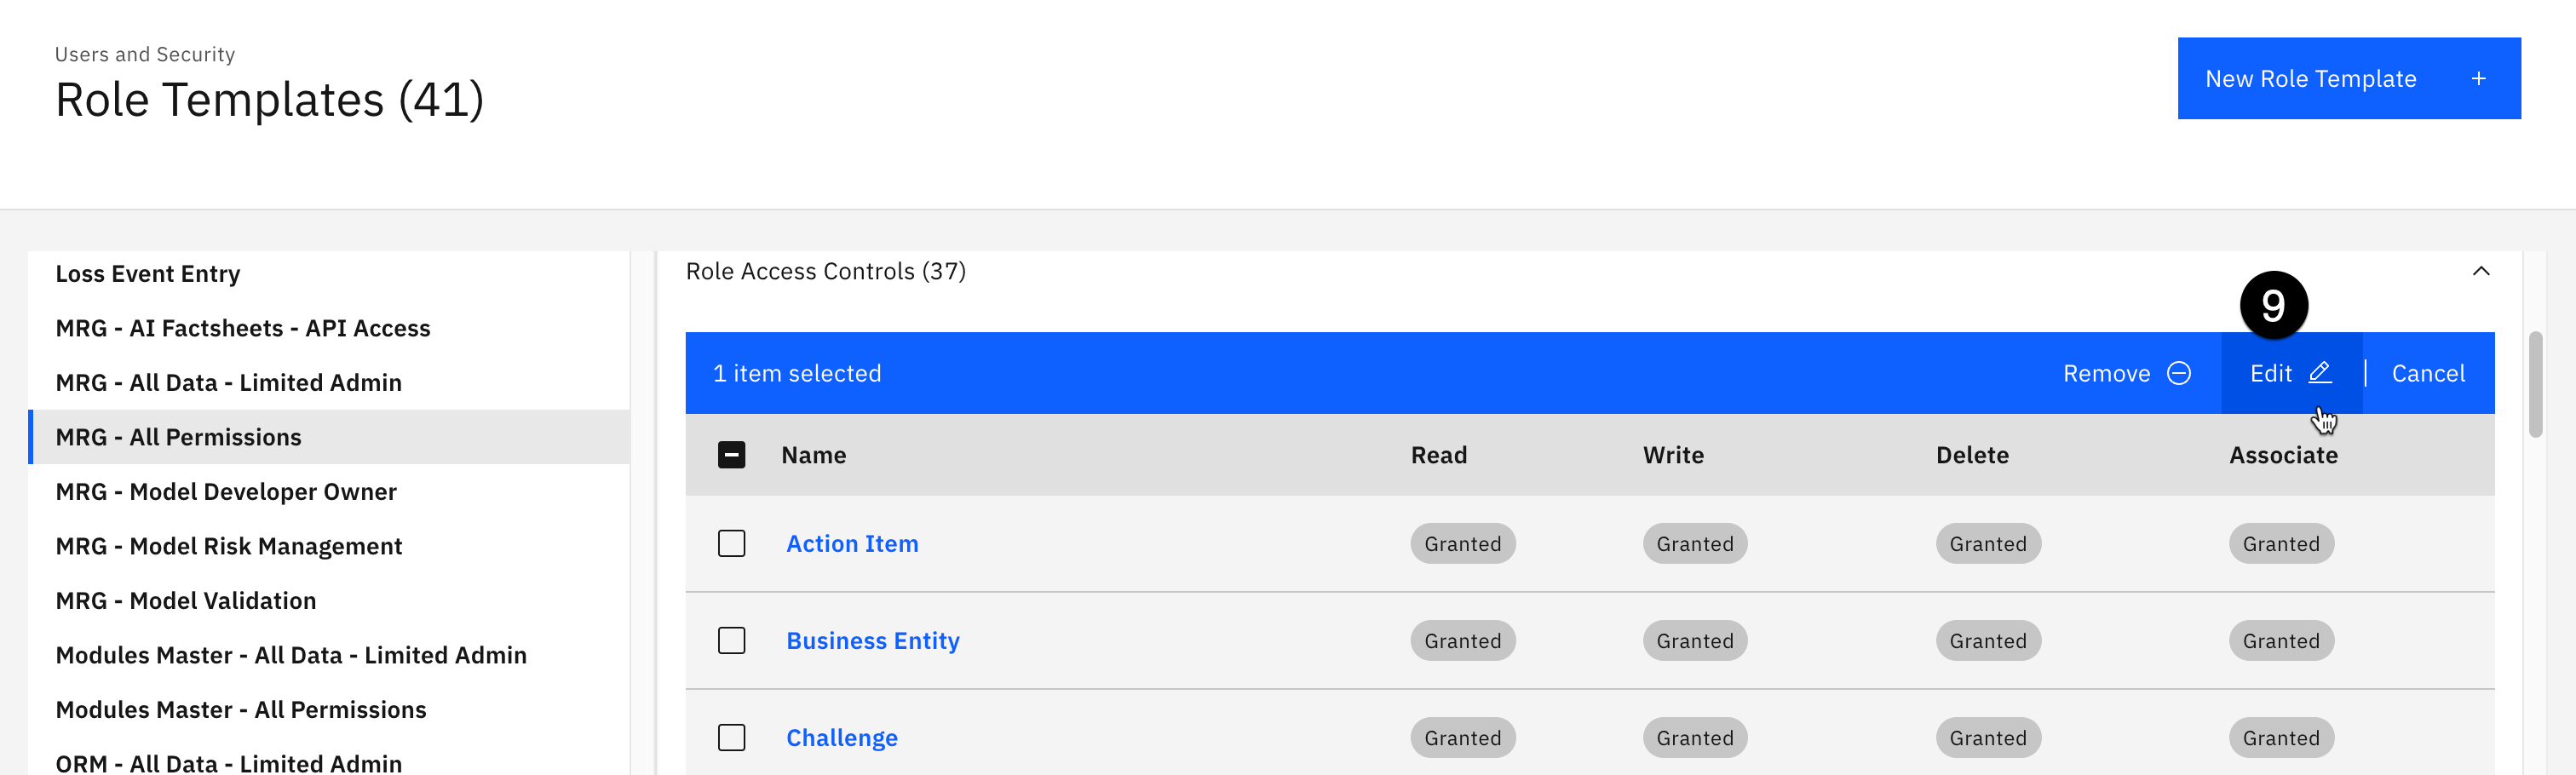 Users and Security
Role Templates (41)
New Role Template +
Loss Event Entry
MRG - AI Factsheets - API Access
MRG - All Data - Limited Admin
MRG - All Permissions
MRG - Model Developer Owner
MRG - Model Risk Management
MRG - Model Validation
Modules Master - All Data - Limited Admin
Modules Master - All Permissions
ORM - All Data - Limited Admin
Role Access Controls (37)
9
1 item selected Remove Edit | Cancel
Name Read Write Delete Associate
Action Item Granted Granted Granted Granted
Business Entity Granted Granted Granted Granted
Challenge Granted Granted Granted Granted